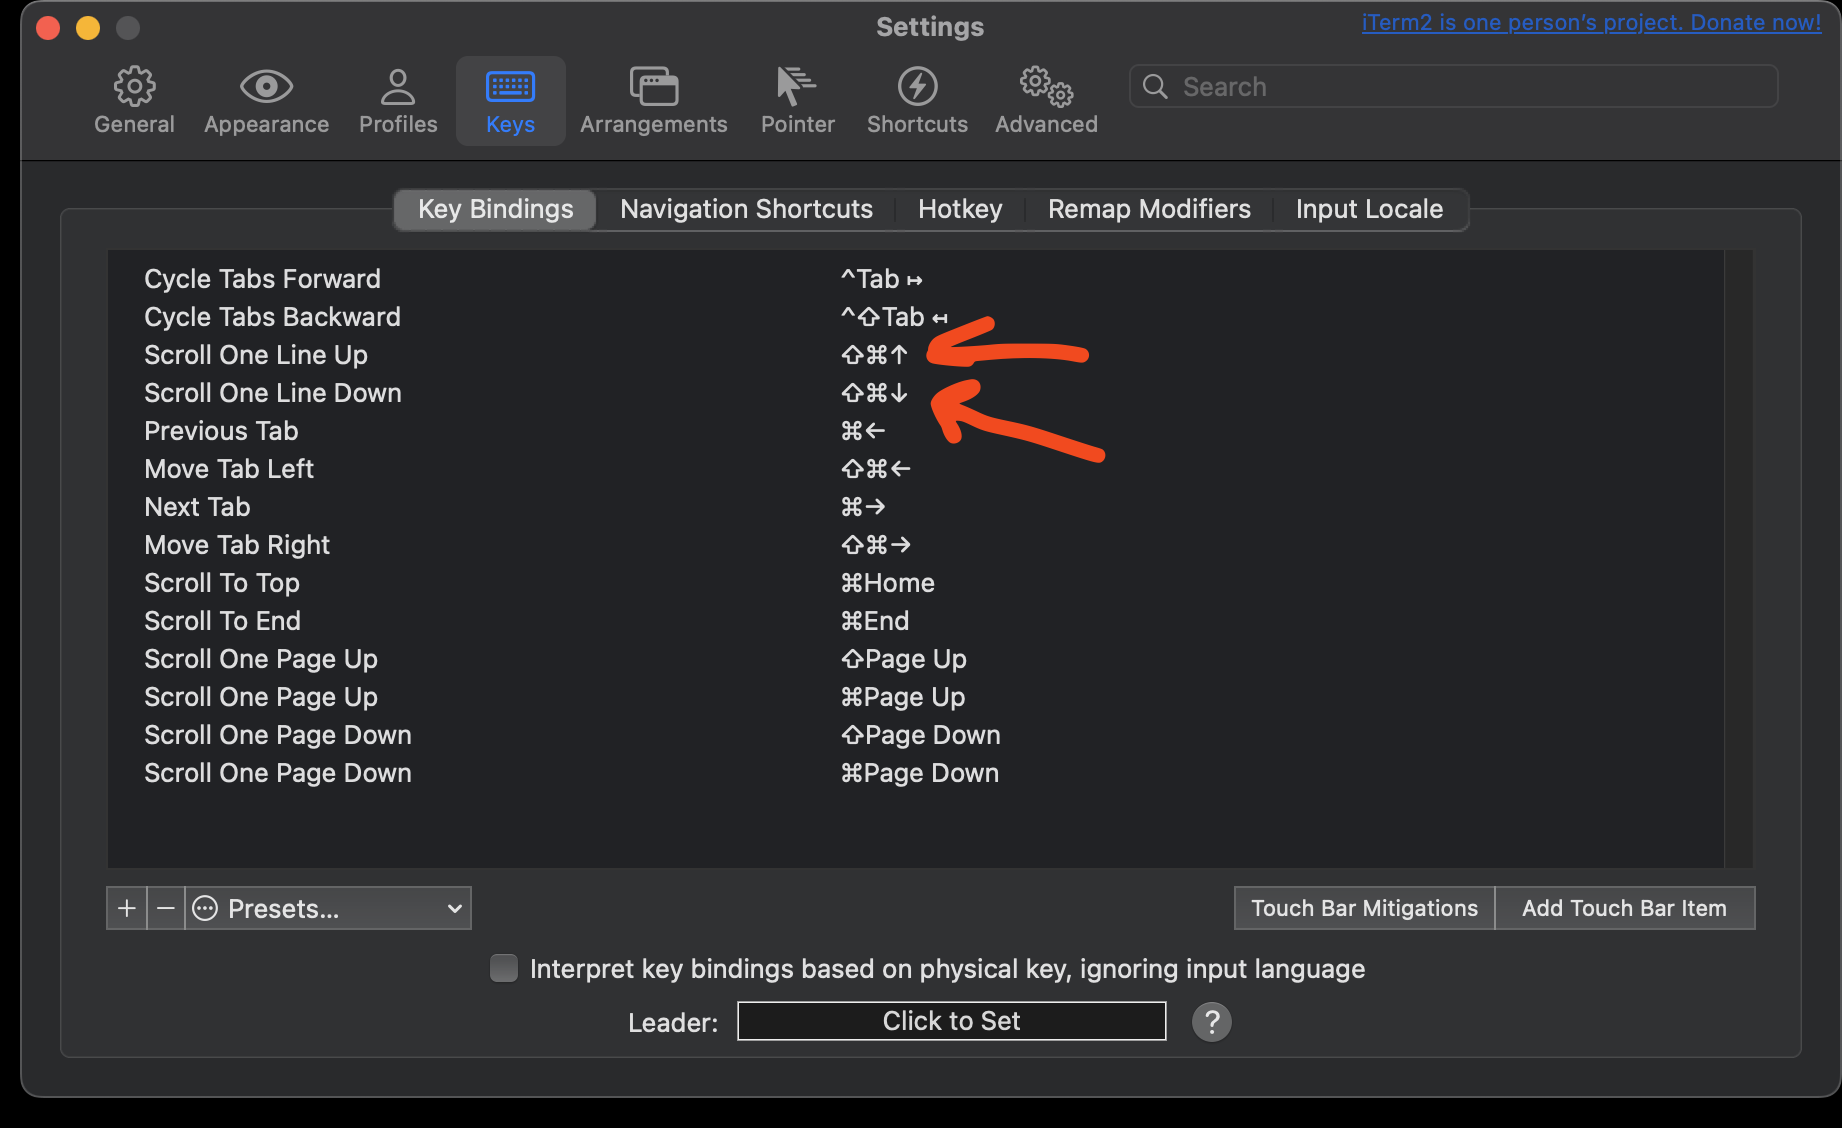 Settings
iTerm2 is one person's project. Donate now!
General Appearance Profiles Keys Arrangements Pointer Shortcuts Advanced Search
Key Bindings Navigation Shortcuts Hotkey Remap Modifiers Input Locale
Cycle Tabs Forward ^Tab ↦
Cycle Tabs Backward ^⇧Tab ↤
Scroll One Line Up ⇧⌘↑
Scroll One Line Down ⇧⌘↓
Previous Tab ⌘←
Move Tab Left ⇧⌘←
Next Tab ⌘→
Move Tab Right ⇧⌘→
Scroll To Top ⌘Home
Scroll To End ⌘End
Scroll One Page Up ⇧Page Up
Scroll One Page Up ⌘Page Up
Scroll One Page Down ⇧Page Down
Scroll One Page Down ⌘Page Down
+ − Presets... Touch Bar Mitigations Add Touch Bar Item
Interpret key bindings based on physical key, ignoring input language
Leader: Click to Set ?